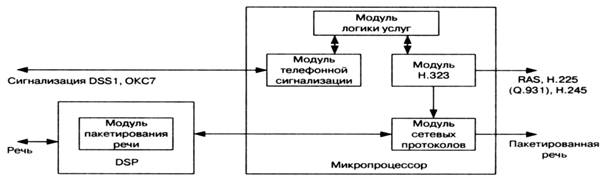 Модуль
логики услуг
Модуль
телефонной
сигнализации
Модуль
H.323
Сигнализация DSS1, ОКС7
RAS, H.225
(Q.931), H.245
Модуль
пакетирования
речи
Модуль
сетевых
протоколов
Речь
DSP
Микропроцессор
Пакетированная
речь